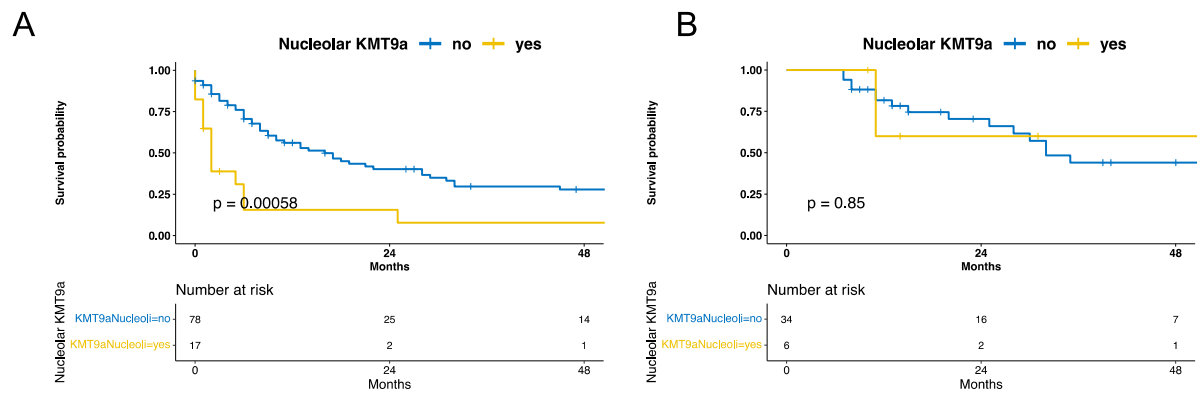 A
Nucleolar KMT9a no yes
Survival probability
1.00
0.75
0.50
0.25
0.00
p = 0.00058
0 24 48
Months
Number at risk
Nucleolar KMT9a
KMT9aNucleoli=no 78 25 14
KMT9aNucleoli=yes 17 2 1
0 24 48
Months
B
Nucleolar KMT9a no yes
Survival probability
1.00
0.75
0.50
0.25
0.00
p = 0.85
0 24 48
Months
Number at risk
Nucleolar KMT9a
KMT9aNucleoli=no 34 16 7
KMT9aNucleoli=yes 6 2 1
0 24 48
Months